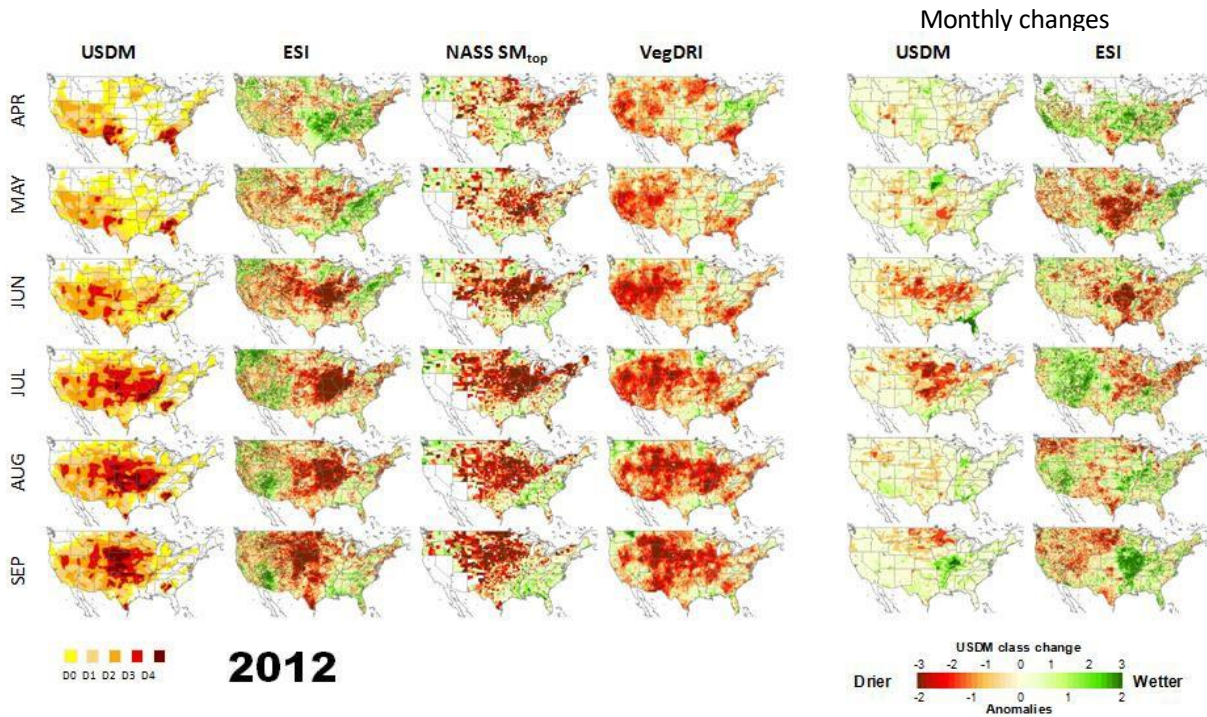 Monthly changes
USDM ESI NASS SMtop VegDRI USDM ESI
APR
MAY
JUN
JUL
AUG
SEP
D0 D1 D2 D3 D4
2012
USDM class change
-3 -2 -1 0 1 2 3
Drier Wetter
-2 -1 0 1 2
Anomalies